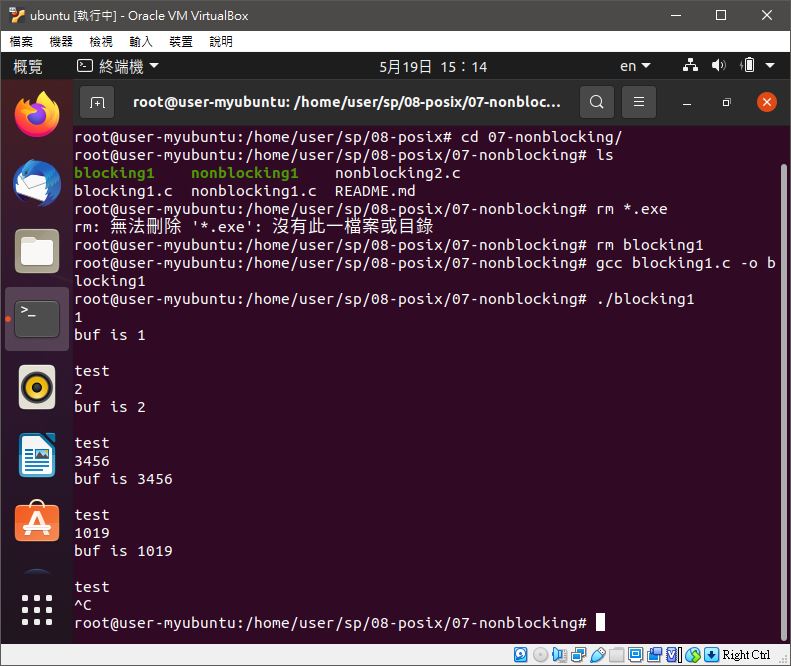 ubuntu [執行中] - Oracle VM VirtualBox
檔案 機器 檢視 輸入 裝置 說明
概覽 終端機 5月19日 15：14 en
root@user-myubuntu: /home/user/sp/08-posix/07-nonbloc...
root@user-myubuntu:/home/user/sp/08-posix# cd 07-nonblocking/
root@user-myubuntu:/home/user/sp/08-posix/07-nonblocking# ls
blocking1 nonblocking1 nonblocking2.c
blocking1.c nonblocking1.c README.md
root@user-myubuntu:/home/user/sp/08-posix/07-nonblocking# rm *.exe
rm: 無法刪除 '*.exe': 沒有此一檔案或目錄
root@user-myubuntu:/home/user/sp/08-posix/07-nonblocking# rm blocking1
root@user-myubuntu:/home/user/sp/08-posix/07-nonblocking# gcc blocking1.c -o b
locking1
root@user-myubuntu:/home/user/sp/08-posix/07-nonblocking# ./blocking1
1
buf is 1
test
2
buf is 2
test
3456
buf is 3456
test
1019
buf is 1019
test
^C
root@user-myubuntu:/home/user/sp/08-posix/07-nonblocking#
Right Ctrl